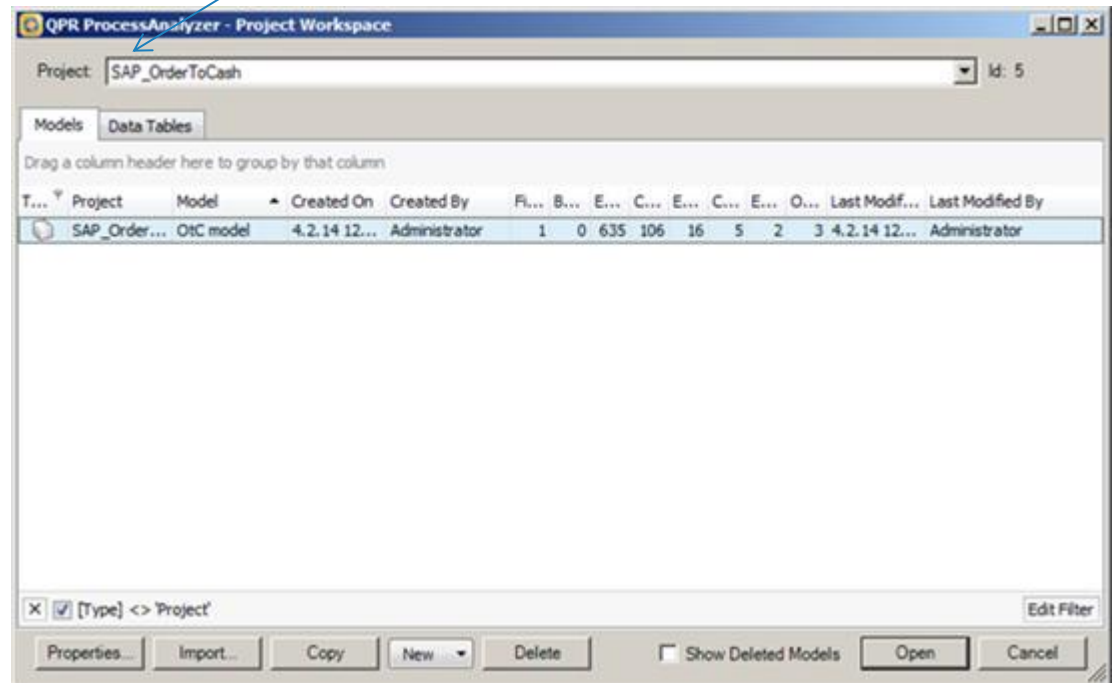 QPR ProcessAnalyzer - Project Workspace
Project: SAP_OrderToCash Id: 5
Models Data Tables
Drag a column header here to group by that column
T... Project Model Created On Created By Fi... B... E... C... E... C... E... O... Last Modif... Last Modified By
SAP_Order... OtC model 4.2.14 12... Administrator 1 0 635 106 16 5 2 3 4.2.14 12... Administrator
[Type] <> 'Project' Edit Filter
Properties... Import... Copy New Delete Show Deleted Models Open Cancel